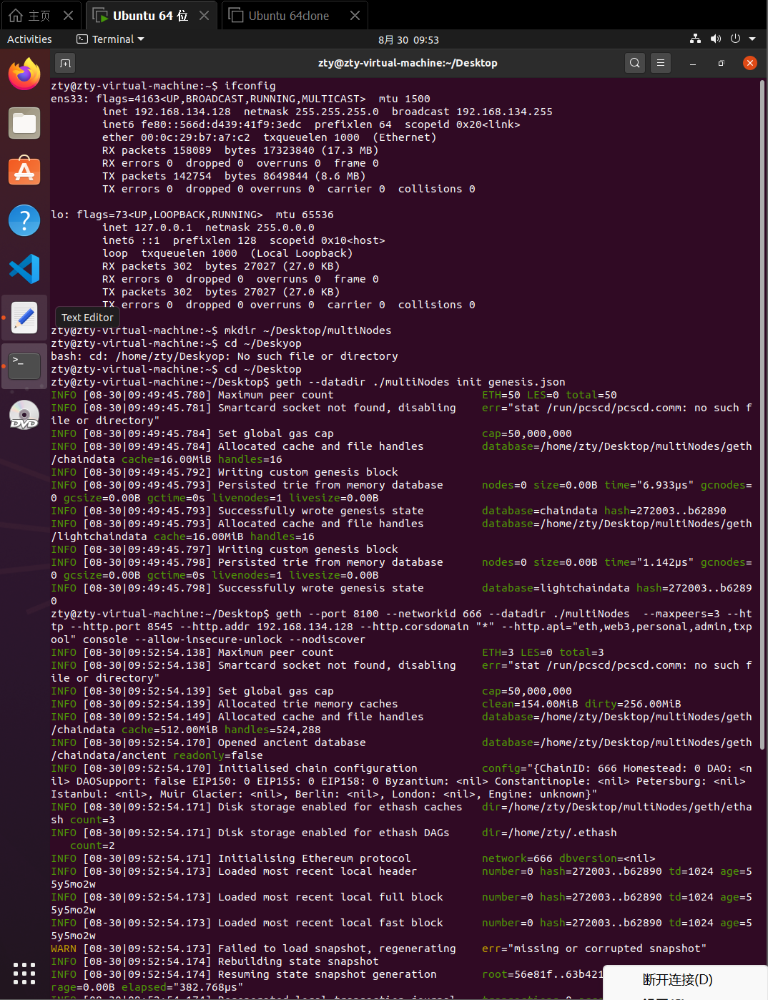 主页
Ubuntu 64 位
Ubuntu 64clone
Activities
Terminal
8月 30 09:53
zty@zty-virtual-machine:~/Desktop
zty@zty-virtual-machine:~$ ifconfig
ens33: flags=4163<UP,BROADCAST,RUNNING,MULTICAST>  mtu 1500
        inet 192.168.134.128  netmask 255.255.255.0  broadcast 192.168.134.255
        inet6 fe80::566d:d439:41f9:3edc  prefixlen 64  scopeid 0x20<link>
        ether 00:0c:29:b7:a7:c2  txqueuelen 1000  (Ethernet)
        RX packets 158089  bytes 17323840 (17.3 MB)
        RX errors 0  dropped 0  overruns 0  frame 0
        TX packets 142754  bytes 8649844 (8.6 MB)
        TX errors 0  dropped 0 overruns 0  carrier 0  collisions 0
lo: flags=73<UP,LOOPBACK,RUNNING>  mtu 65536
        inet 127.0.0.1  netmask 255.0.0.0
        inet6 ::1  prefixlen 128  scopeid 0x10<host>
        loop  txqueuelen 1000  (Local Loopback)
        RX packets 302  bytes 27027 (27.0 KB)
        RX errors 0  dropped 0  overruns 0  frame 0
        TX packets 302  bytes 27027 (27.0 KB)
        TX errors 0  dropped 0 overruns 0  carrier 0  collisions 0
Text Editor
zty@zty-virtual-machine:~$ mkdir ~/Desktop/multiNodes
zty@zty-virtual-machine:~$ cd ~/Deskyop
bash: cd: /home/zty/Deskyop: No such file or directory
zty@zty-virtual-machine:~$ cd ~/Desktop
zty@zty-virtual-machine:~/Desktop$ geth --datadir ./multiNodes init genesis.json
INFO [08-30|09:49:45.780] Maximum peer count                       ETH=50 LES=0 total=50
INFO [08-30|09:49:45.781] Smartcard socket not found, disabling    err="stat /run/pcscd/pcscd.comm: no such f
ile or directory"
INFO [08-30|09:49:45.784] Set global gas cap                       cap=50,000,000
INFO [08-30|09:49:45.784] Allocated cache and file handles         database=/home/zty/Desktop/multiNodes/geth
/chaindata cache=16.00MiB handles=16
INFO [08-30|09:49:45.792] Writing custom genesis block
INFO [08-30|09:49:45.793] Persisted trie from memory database      nodes=0 size=0.00B time="6.933µs" gcnodes=
0 gcsize=0.00B gctime=0s livenodes=1 livesize=0.00B
INFO [08-30|09:49:45.793] Successfully wrote genesis state         database=chaindata hash=272003..b62890
INFO [08-30|09:49:45.793] Allocated cache and file handles         database=/home/zty/Desktop/multiNodes/geth
/lightchaindata cache=16.00MiB handles=16
INFO [08-30|09:49:45.797] Writing custom genesis block
INFO [08-30|09:49:45.798] Persisted trie from memory database      nodes=0 size=0.00B time="1.142µs" gcnodes=
0 gcsize=0.00B gctime=0s livenodes=1 livesize=0.00B
INFO [08-30|09:49:45.798] Successfully wrote genesis state         database=lightchaindata hash=272003..b6289
0
zty@zty-virtual-machine:~/Desktop$ geth --port 8100 --networkid 666 --datadir ./multiNodes  --maxpeers=3 --ht
tp --http.port 8545 --http.addr 192.168.134.128 --http.corsdomain "*" --http.api="eth,web3,personal,admin,txp
ool" console --allow-insecure-unlock --nodiscover
INFO [08-30|09:52:54.138] Maximum peer count                       ETH=3 LES=0 total=3
INFO [08-30|09:52:54.138] Smartcard socket not found, disabling    err="stat /run/pcscd/pcscd.comm: no such f
ile or directory"
INFO [08-30|09:52:54.139] Set global gas cap                       cap=50,000,000
INFO [08-30|09:52:54.139] Allocated trie memory caches             clean=154.00MiB dirty=256.00MiB
INFO [08-30|09:52:54.149] Allocated cache and file handles         database=/home/zty/Desktop/multiNodes/geth
/chaindata cache=512.00MiB handles=524,288
INFO [08-30|09:52:54.170] Opened ancient database                  database=/home/zty/Desktop/multiNodes/geth
/chaindata/ancient readonly=false
INFO [08-30|09:52:54.170] Initialised chain configuration          config="{ChainID: 666 Homestead: 0 DAO: <n
il> DAOSupport: false EIP150: 0 EIP155: 0 EIP158: 0 Byzantium: <nil> Constantinople: <nil> Petersburg: <nil>
Istanbul: <nil>, Muir Glacier: <nil>, Berlin: <nil>, London: <nil>, Engine: unknown}"
INFO [08-30|09:52:54.171] Disk storage enabled for ethash caches   dir=/home/zty/Desktop/multiNodes/geth/etha
sh count=3
INFO [08-30|09:52:54.171] Disk storage enabled for ethash DAGs     dir=/home/zty/.ethash
   count=2
INFO [08-30|09:52:54.171] Initialising Ethereum protocol           network=666 dbversion=<nil>
INFO [08-30|09:52:54.173] Loaded most recent local header          number=0 hash=272003..b62890 td=1024 age=5
5y5mo2w
INFO [08-30|09:52:54.173] Loaded most recent local full block      number=0 hash=272003..b62890 td=1024 age=5
5y5mo2w
INFO [08-30|09:52:54.173] Loaded most recent local fast block      number=0 hash=272003..b62890 td=1024 age=5
5y5mo2w
WARN [08-30|09:52:54.173] Failed to load snapshot, regenerating    err="missing or corrupted snapshot"
INFO [08-30|09:52:54.174] Rebuilding state snapshot
INFO [08-30|09:52:54.174] Resuming state snapshot generation       root=56e81f..63b421
rage=0.00B elapsed="382.768µs"
断开连接(D)
DVD